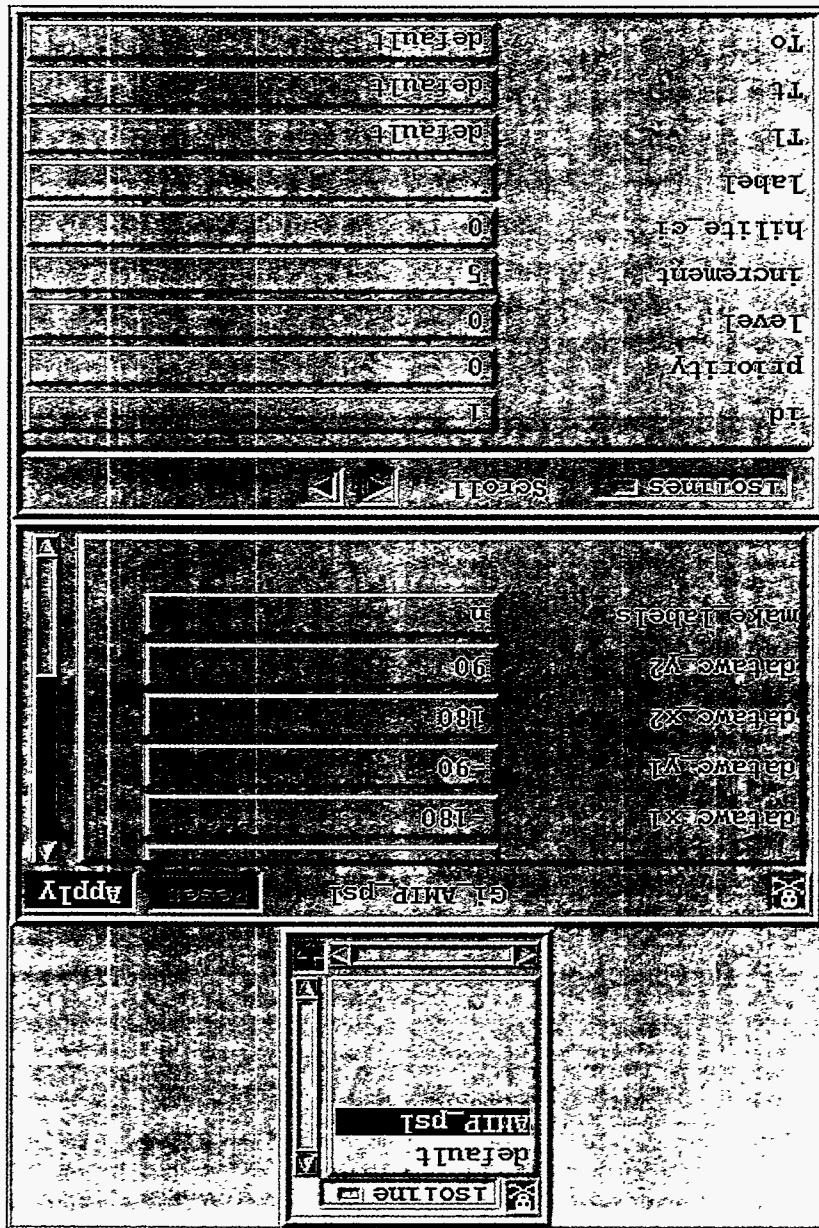 isoline
default
AMIP_psl
Gi_AMIP_psl Reset Apply
datawc_x1 -180
datawc_y1 -90
datawc_x2 180
datawc_y2 90
make_labels n
isolines Scroll
id 1
priority 0
level 0
increment 5
hilite_ci 0
label
Tl default
Tt default
To default